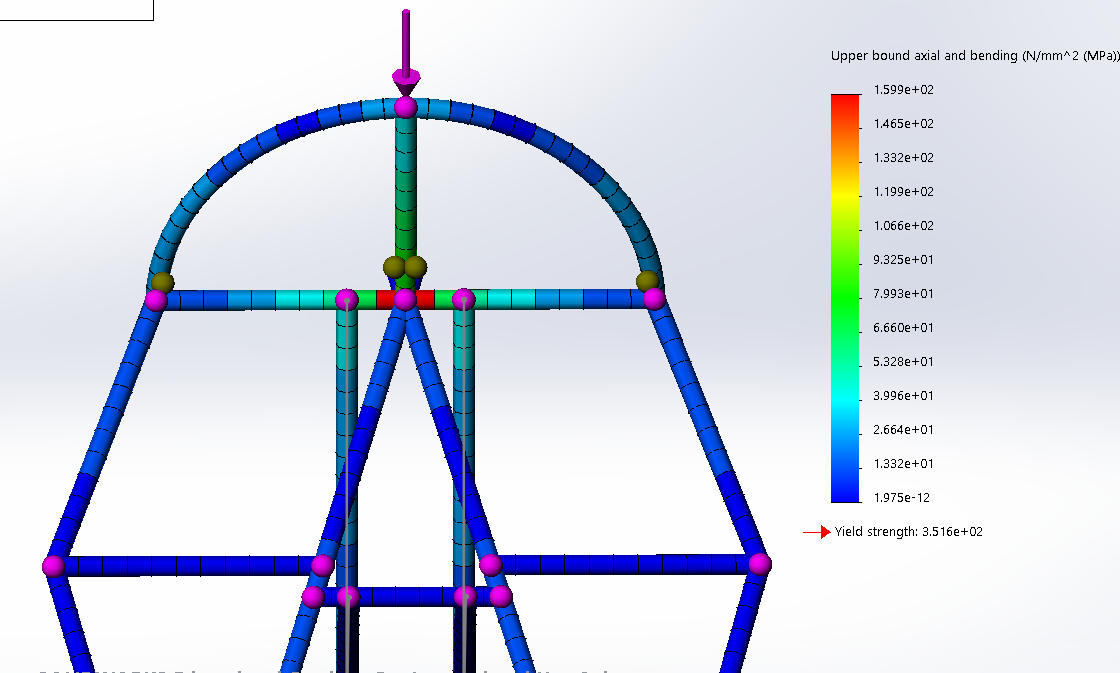 Upper bound axial and bending (N/mm^2 (MPa))
1.599e+02
1.465e+02
1.332e+02
1.199e+02
1.066e+02
9.325e+01
7.993e+01
6.660e+01
5.328e+01
3.996e+01
2.664e+01
1.332e+01
1.975e-12
Yield strength: 3.516e+02